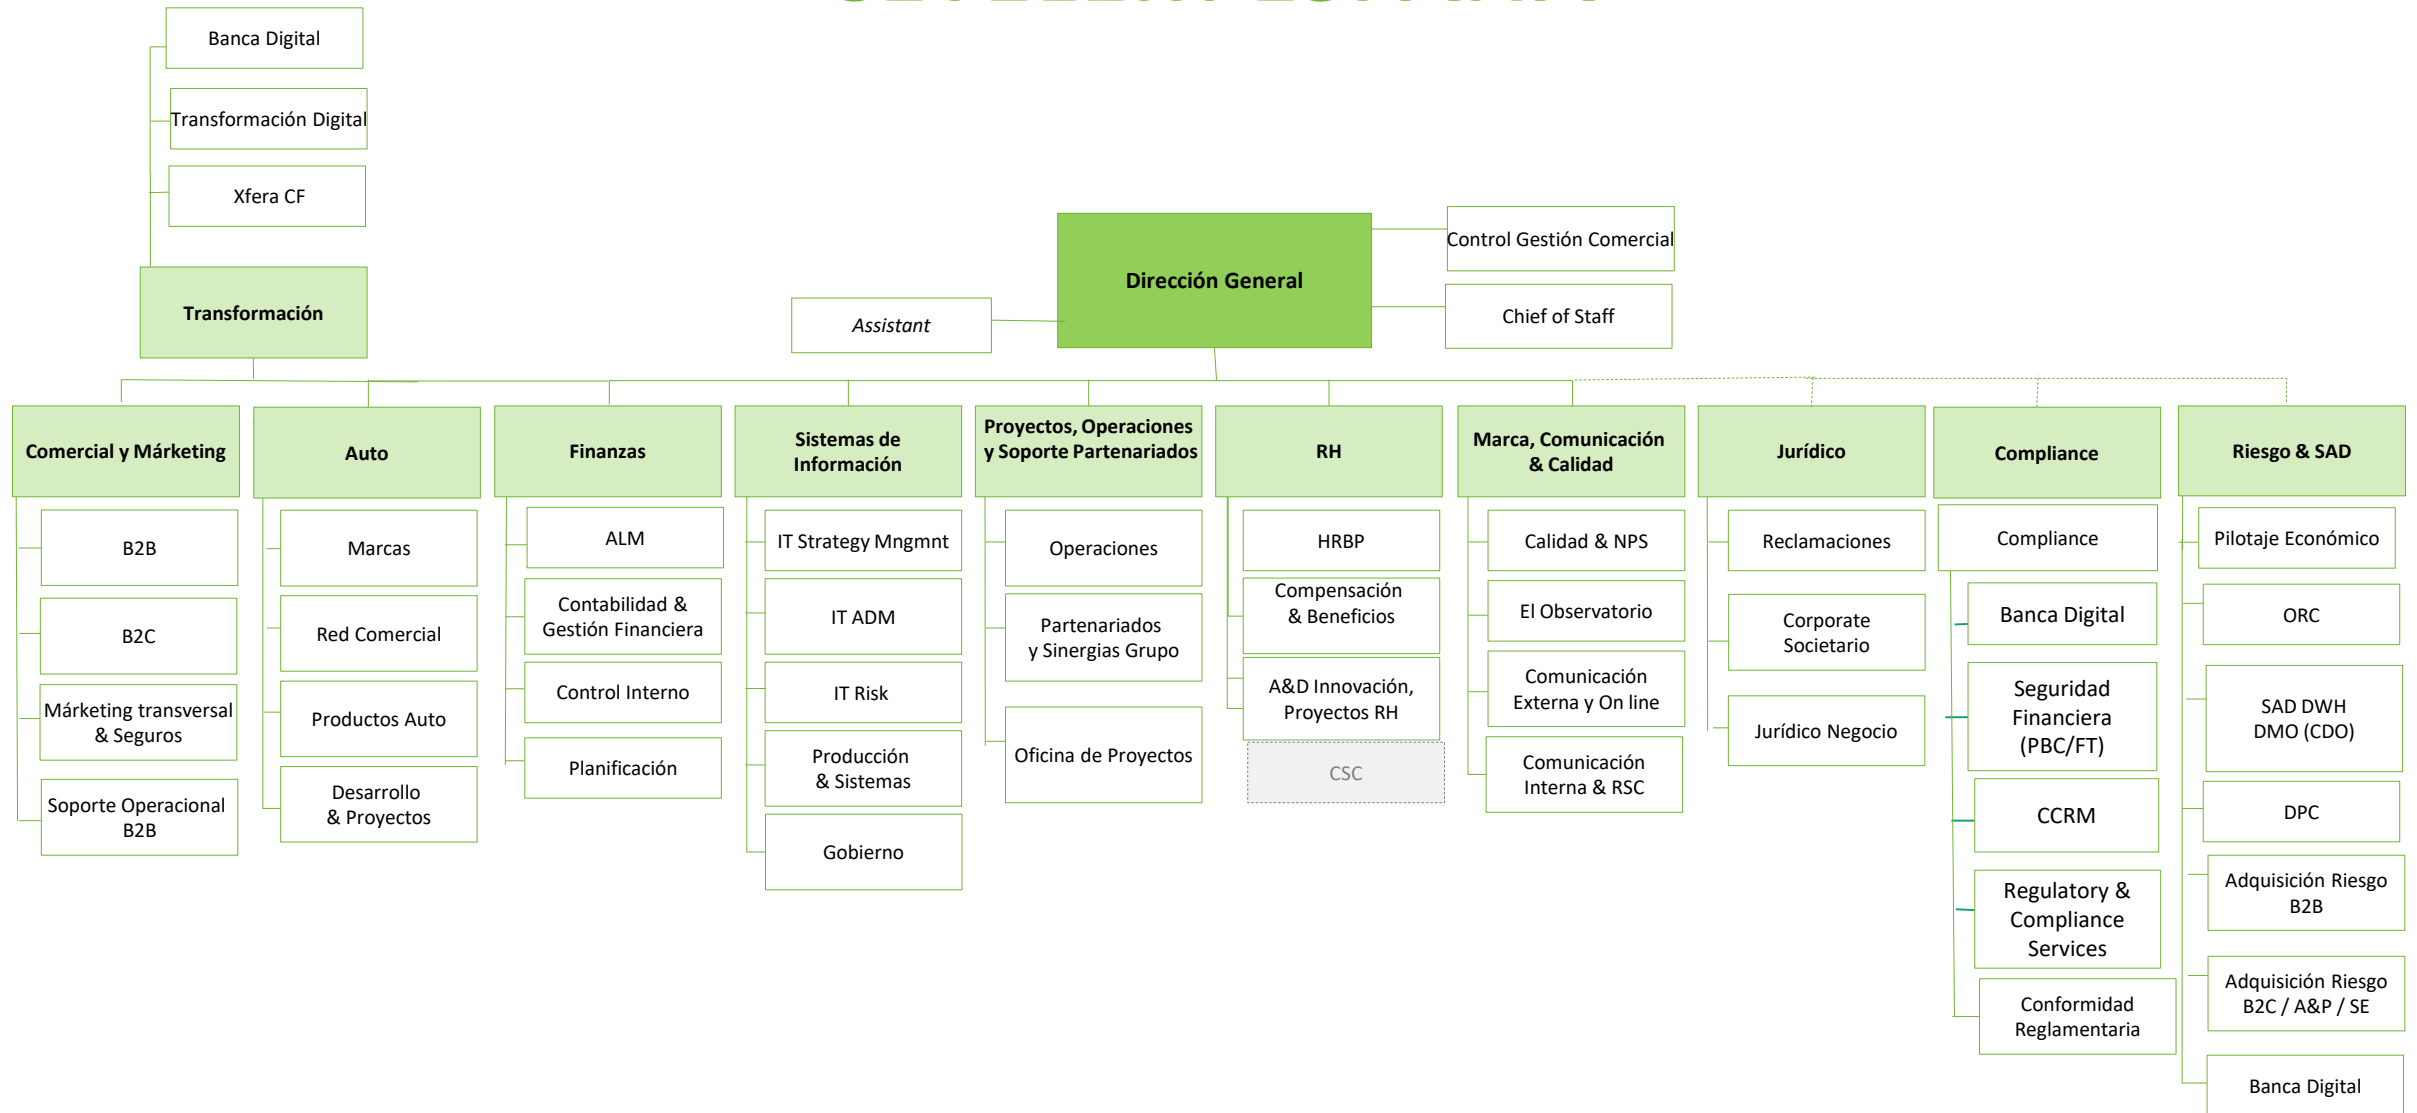 Banca Digital
Transformación Digital
Xfera CF
Transformación
Dirección General
Assistant
Control Gestión Comercial
Chief of Staff
Comercial y Márketing
B2B
B2C
Márketing transversal
& Seguros
Soporte Operacional
B2B
Auto
Marcas
Red Comercial
Productos Auto
Desarrollo
& Proyectos
Finanzas
ALM
Contabilidad &
Gestión Financiera
Control Interno
Planificación
Sistemas de
Información
IT Strategy Mngmnt
IT ADM
IT Risk
Producción
& Sistemas
Gobierno
Proyectos, Operaciones
y Soporte Partenariados
Operaciones
Partenariados
y Sinergias Grupo
Oficina de Proyectos
RH
HRBP
Compensación
& Beneficios
A&D Innovación,
Proyectos RH
CSC
Marca, Comunicación
& Calidad
Calidad & NPS
El Observatorio
Comunicación
Externa y On line
Comunicación
Interna & RSC
Jurídico
Reclamaciones
Corporate
Societario
Jurídico Negocio
Compliance
Compliance
Banca Digital
Seguridad
Financiera
(PBC/FT)
CCRM
Regulatory &
Compliance
Services
Conformidad
Reglamentaria
Riesgo & SAD
Pilotaje Económico
ORC
SAD DWH
DMO (CDO)
DPC
Adquisición Riesgo
B2B
Adquisición Riesgo
B2C / A&P / SE
Banca Digital